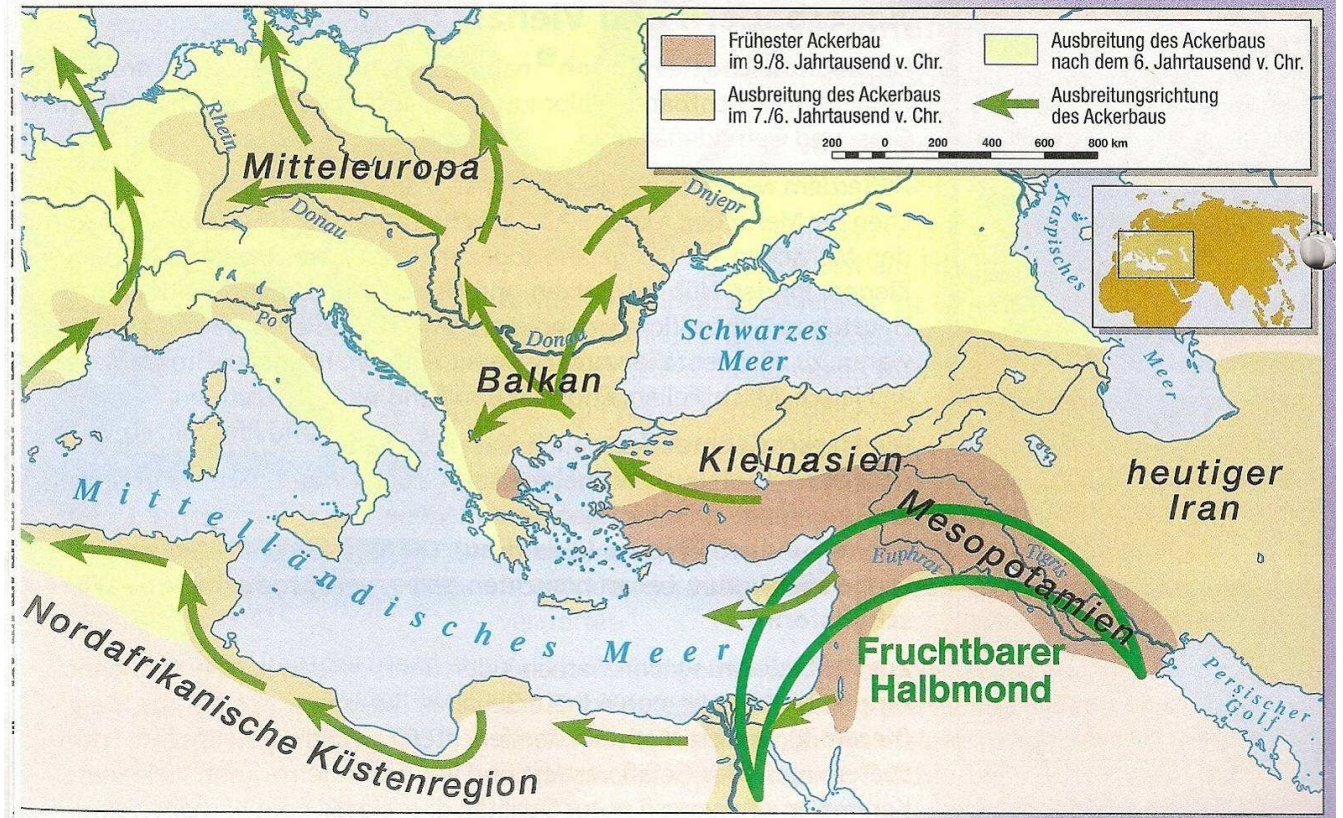 Frühester Ackerbau
im 9./8. Jahrtausend v. Chr.
Ausbreitung des Ackerbaus
im 7./6. Jahrtausend v. Chr.
Ausbreitung des Ackerbaus
nach dem 6. Jahrtausend v. Chr.
Ausbreitungsrichtung
des Ackerbaus
200 0 200 400 600 800 km
Rhein
Mitteleuropa
Donau
Dnjepr
Kaspisches
Meer
Po
Donau
Schwarzes
Meer
Balkan
Kleinasien
heutiger
Iran
Mesopotamien
Euphrat
Tigris
Mittelländisches Meer
Fruchtbarer
Halbmond
Persischer
Golf
Nordafrikanische Küstenregion